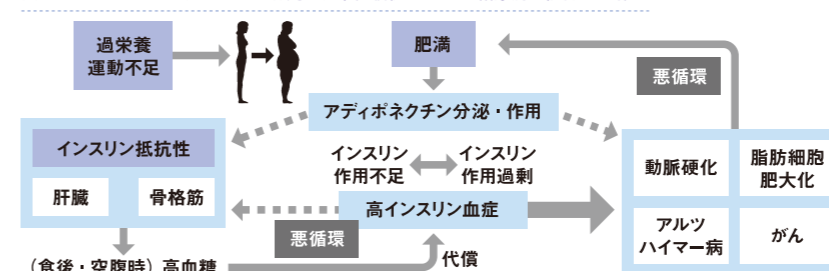 過栄養
運動不足
肥満
悪循環
アディポネクチン分泌・作用
インスリン抵抗性
肝臓
骨格筋
インスリン
作用不足
インスリン
作用過剰
高インスリン血症
動脈硬化
脂肪細胞
肥大化
アルツ
ハイマー病
がん
悪循環
代償
(食後・空腹時)高血糖